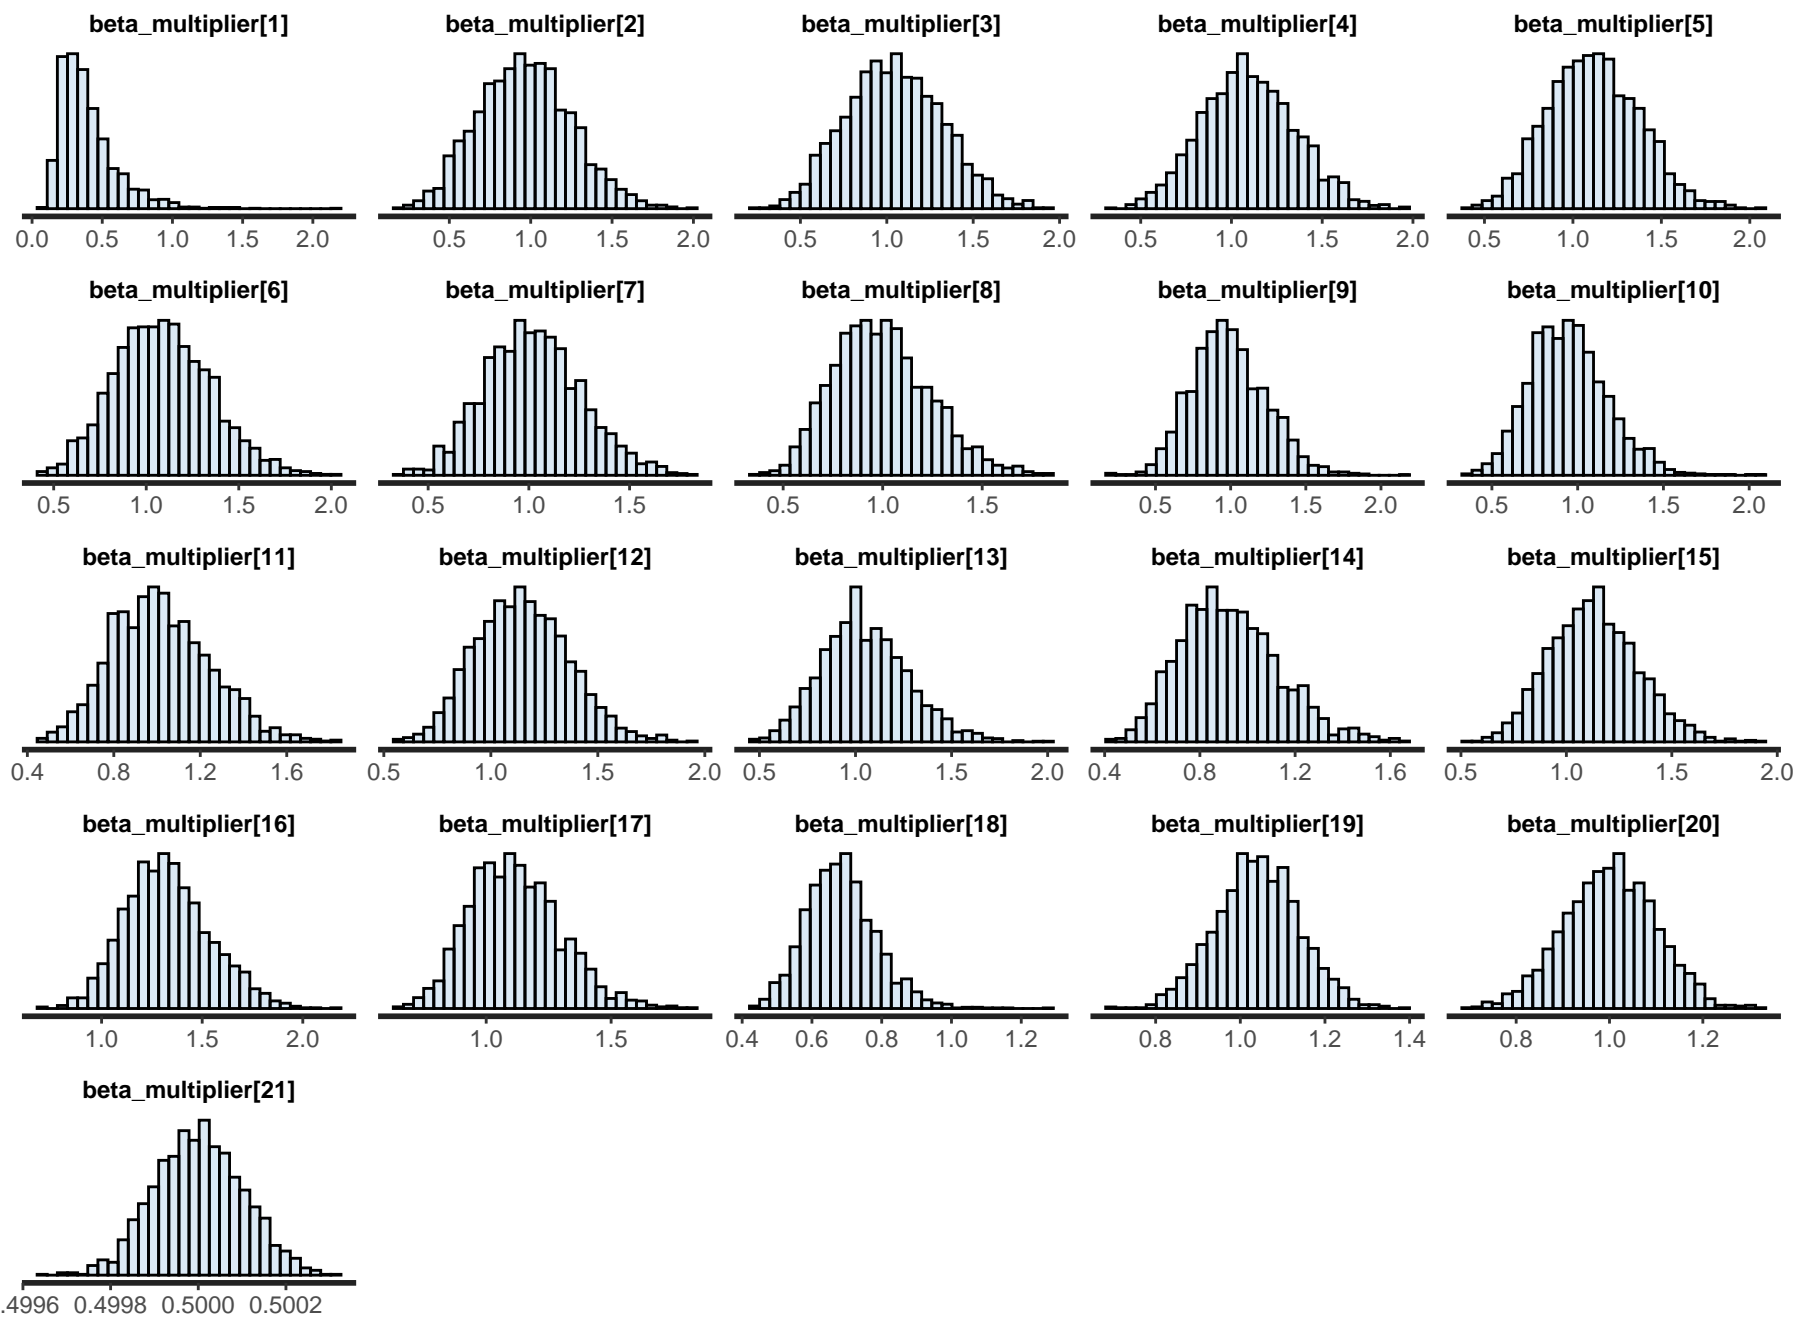 beta_multiplier[1] beta_multiplier[2] beta_multiplier[3] beta_multiplier[4] beta_multiplier[5]
0.0 0.5 1.0 1.5 2.0 0.5 1.0 1.5 2.0 0.5 1.0 1.5 2.0 0.5 1.0 1.5 2.0 0.5 1.0 1.5 2.0
beta_multiplier[6] beta_multiplier[7] beta_multiplier[8] beta_multiplier[9] beta_multiplier[10]
0.5 1.0 1.5 2.0 0.5 1.0 1.5 0.5 1.0 1.5 0.5 1.0 1.5 2.0 0.5 1.0 1.5 2.0
beta_multiplier[11] beta_multiplier[12] beta_multiplier[13] beta_multiplier[14] beta_multiplier[15]
0.4 0.8 1.2 1.6 0.5 1.0 1.5 2.0 0.5 1.0 1.5 2.0 0.4 0.8 1.2 1.6 0.5 1.0 1.5 2.0
beta_multiplier[16] beta_multiplier[17] beta_multiplier[18] beta_multiplier[19] beta_multiplier[20]
1.0 1.5 2.0 1.0 1.5 0.4 0.6 0.8 1.0 1.2 0.8 1.0 1.2 1.4 0.8 1.0 1.2
beta_multiplier[21]
.4996 0.4998 0.5000 0.5002